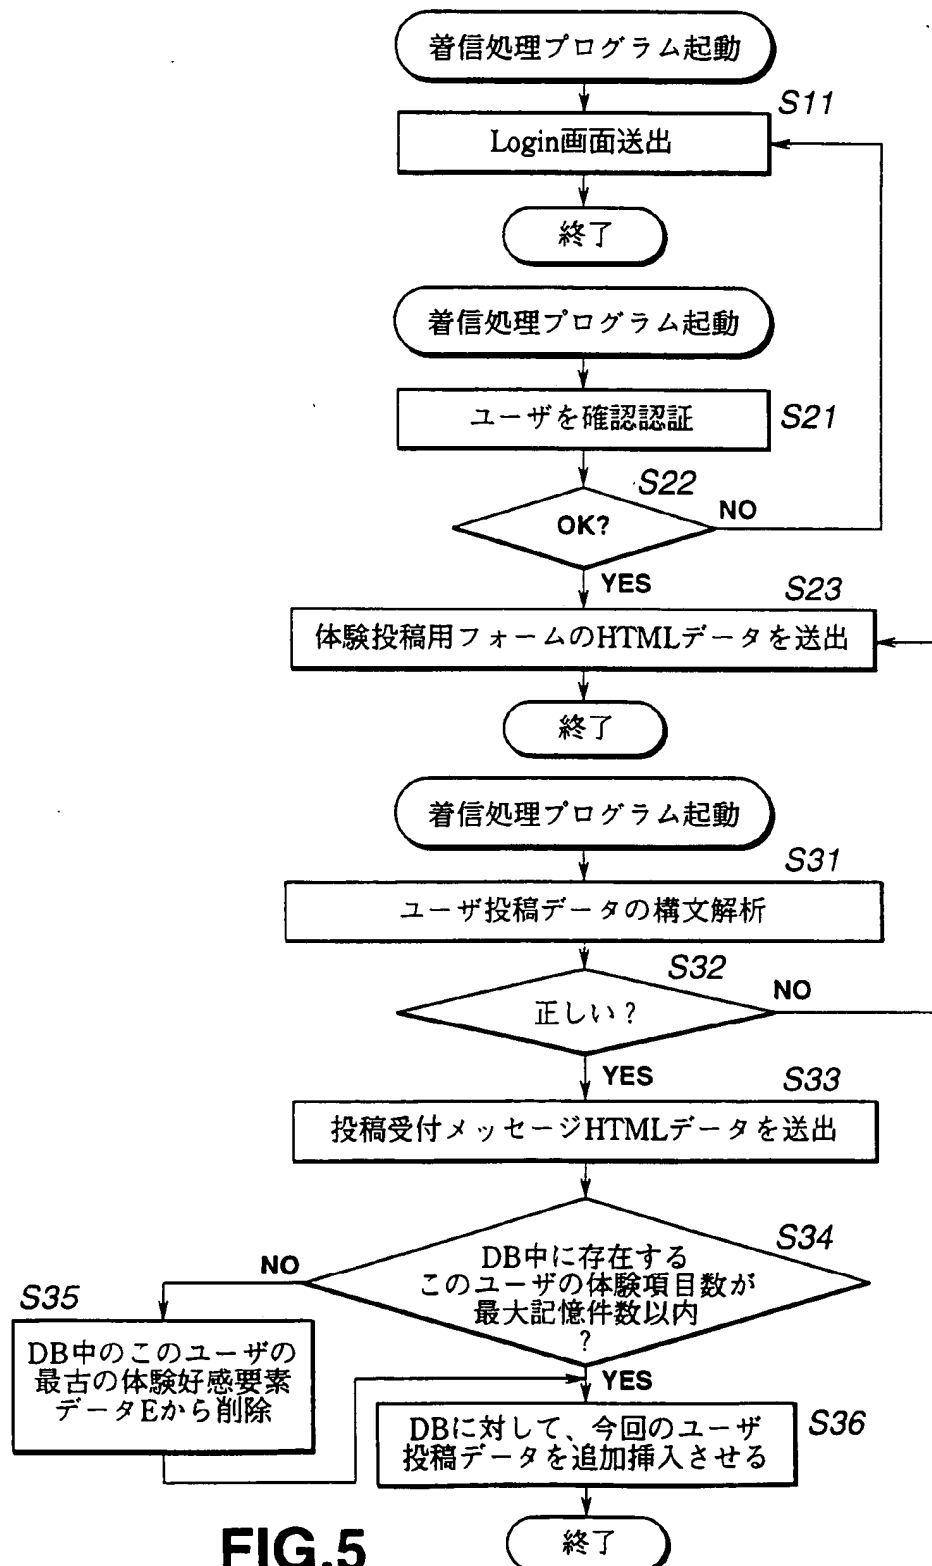 着信処理プログラム起動
S11
Login画面送出
終了
着信処理プログラム起動
ユーザを確認認証
S21
S22
OK?
NO
YES
S23
体験投稿用フォームのHTMLデータを送出
終了
着信処理プログラム起動
S31
ユーザ投稿データの構文解析
S32
正しい?
NO
YES
S33
投稿受付メッセージHTMLデータを送出
S34
DB中に存在する
このユーザの体験項目数が
最大記憶件数以内
?
NO
S35
DB中のこのユーザの
最古の体験好感要素
データEから削除
YES
S36
DBに対して、今回のユーザ
投稿データを追加挿入させる
終了
FIG.5